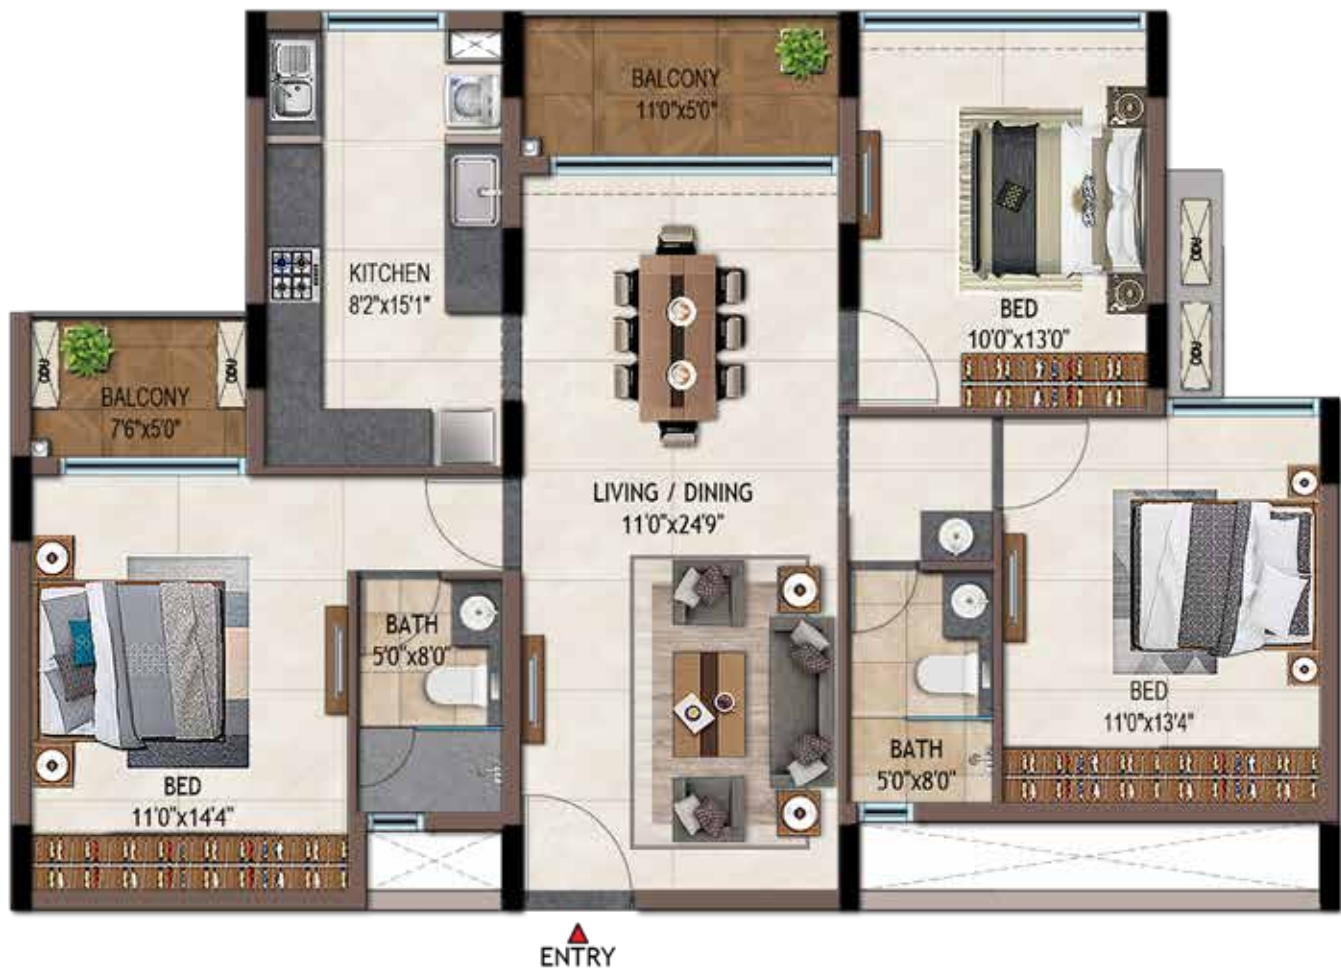 BALCONY
11'0"x5'0"
KITCHEN
8'2"x15'1"
BED
10'0"x13'0"
BALCONY
7'6"x5'0"
LIVING / DINING
11'0"x24'9"
BATH
5'0"x8'0"
BED
11'0"x13'4"
BATH
5'0"x8'0"
BED
11'0"x14'4"
ENTRY